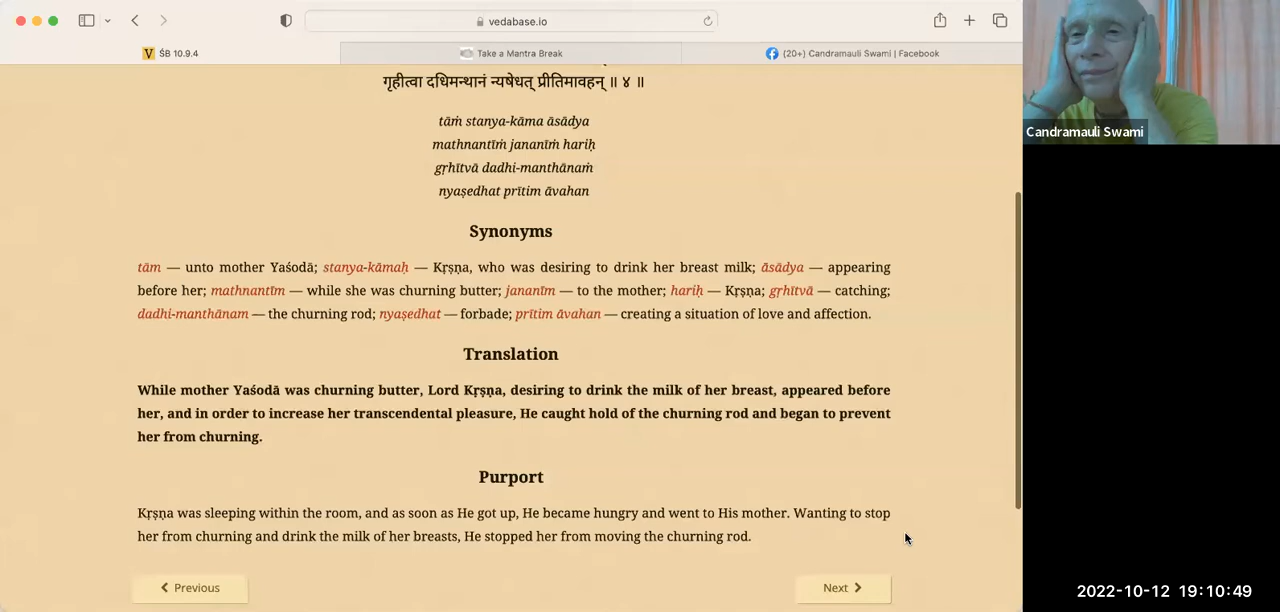 vedabase.io
V ŚB 10.9.4
Take a Mantra Break
(20+) Candramauli Swami | Facebook
गृहीत्वा दधिमन्थानं न्यषेधत् प्रीतिमावहन् ॥ ४ ॥
tāṁ stanya-kāma āsādya
mathnantīṁ jananīṁ hariḥ
gṛhītvā dadhi-manthānaṁ
nyaṣedhat prītim āvahan
Synonyms
tām — unto mother Yaśodā; stanya-kāmaḥ — Kṛṣṇa, who was desiring to drink her breast milk; āsādya — appearing
before her; mathnantīm — while she was churning butter; jananīm — to the mother; hariḥ — Kṛṣṇa; gṛhītvā — catching;
dadhi-manthānam — the churning rod; nyaṣedhat — forbade; prītim āvahan — creating a situation of love and affection.
Translation
While mother Yaśodā was churning butter, Lord Kṛṣṇa, desiring to drink the milk of her breast, appeared before
her, and in order to increase her transcendental pleasure, He caught hold of the churning rod and began to prevent
her from churning.
Purport
Kṛṣṇa was sleeping within the room, and as soon as He got up, He became hungry and went to His mother. Wanting to stop
her from churning and drink the milk of her breasts, He stopped her from moving the churning rod.
Previous
Next
Candramauli Swami
2022-10-12 19:10:49